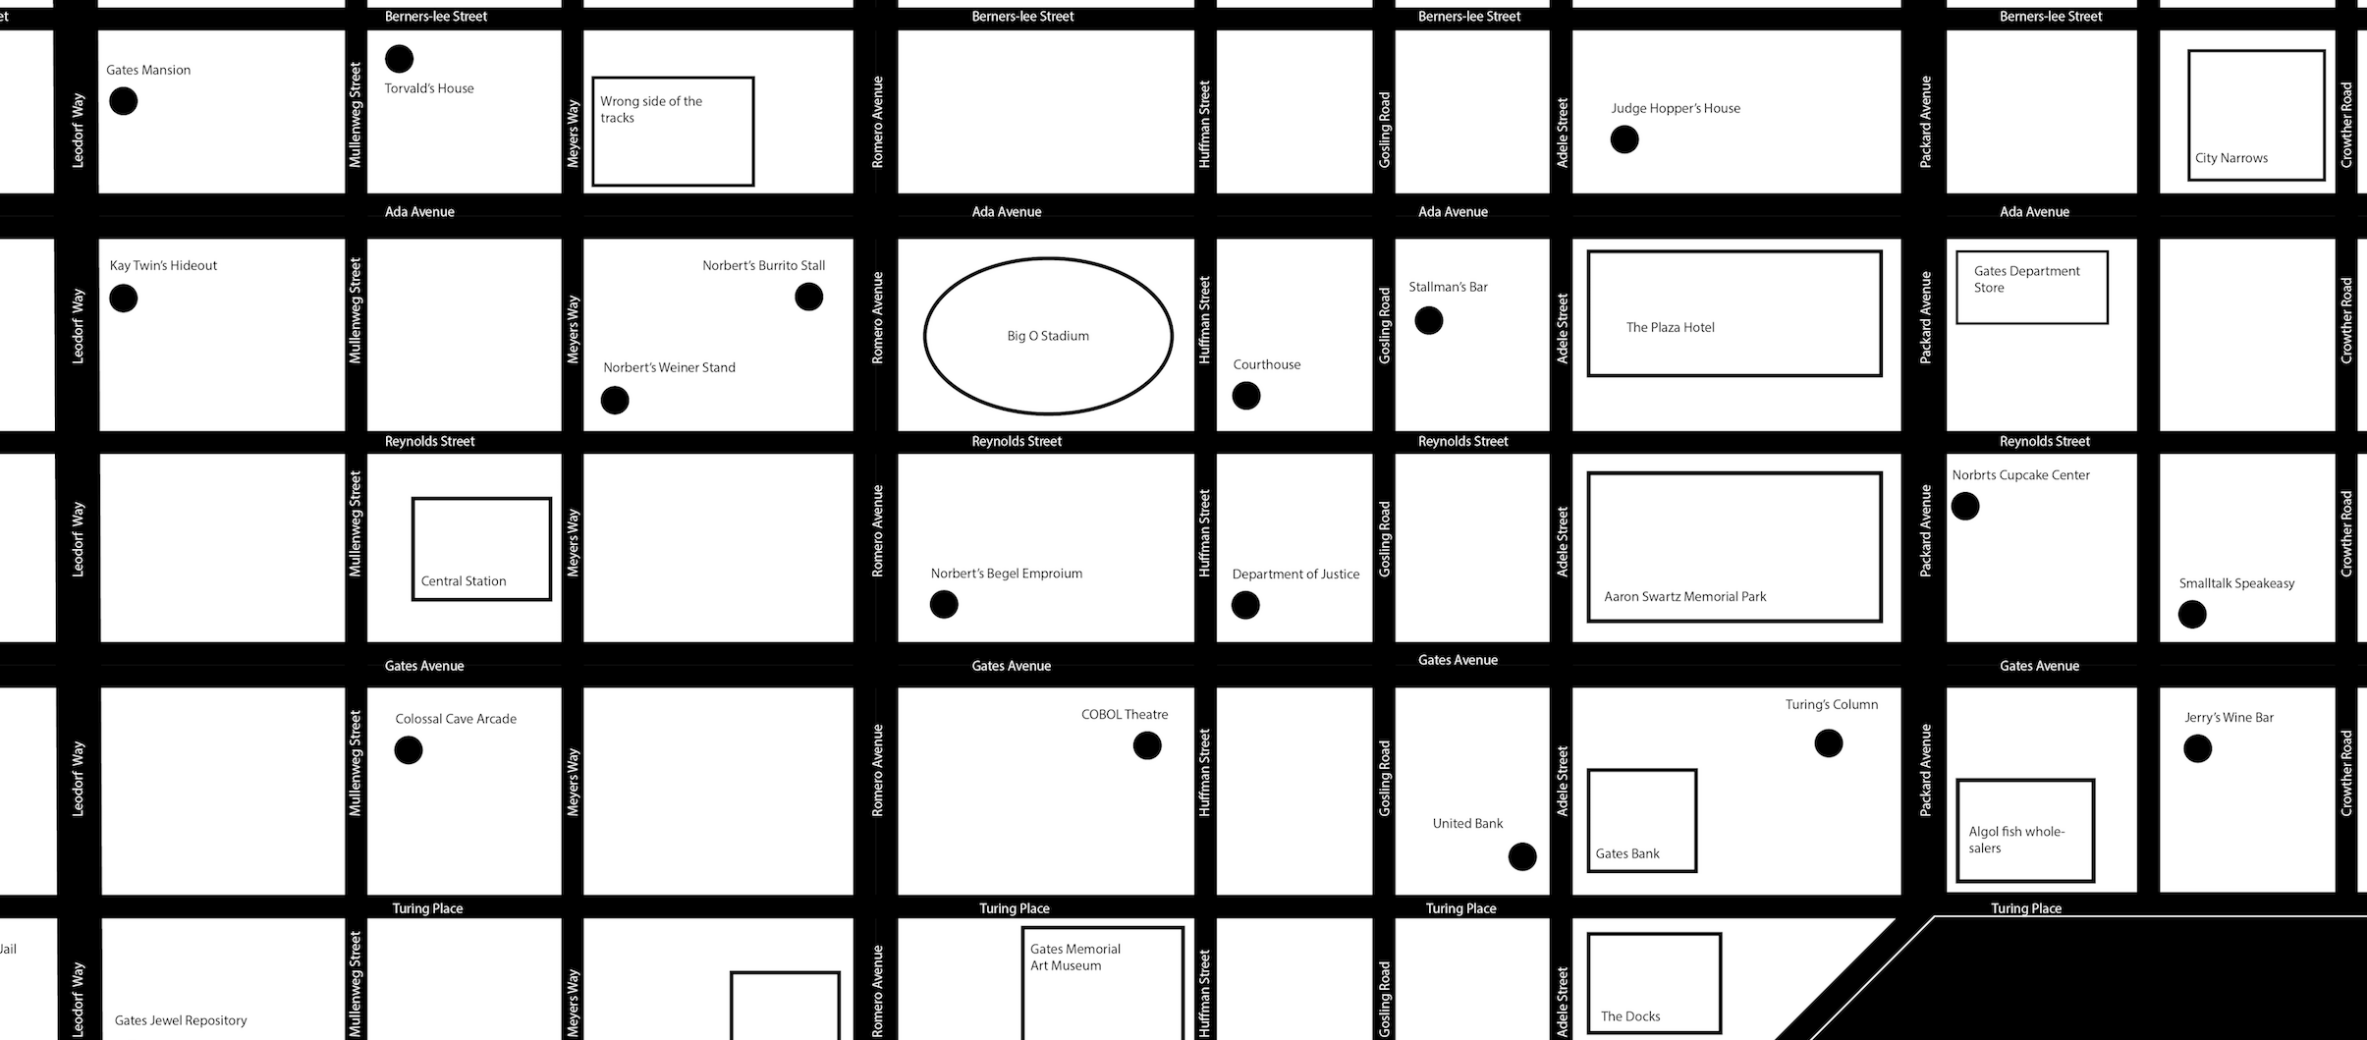 et
Berners-lee Street
Berners-lee Street
Berners-lee Street
Berners-lee Street
Leodorf Way
Gates Mansion
Mullenweg Street
Torvald's House
Meyers Way
Wrong side of the
tracks
Romero Avenue
Huffman Street
Gosling Road
Adele Street
Judge Hopper's House
Packard Avenue
City Narrows
Crowther Road
Ada Avenue
Ada Avenue
Ada Avenue
Ada Avenue
Leodorf Way
Kay Twin's Hideout
Mullenweg Street
Meyers Way
Norbert's Burrito Stall
Norbert's Weiner Stand
Romero Avenue
Big O Stadium
Huffman Street
Courthouse
Gosling Road
Stallman's Bar
Adele Street
The Plaza Hotel
Packard Avenue
Gates Department
Store
Crowther Road
Reynolds Street
Reynolds Street
Reynolds Street
Reynolds Street
Leodorf Way
Mullenweg Street
Central Station
Meyers Way
Romero Avenue
Norbert's Begel Emproium
Huffman Street
Department of Justice
Gosling Road
Adele Street
Aaron Swartz Memorial Park
Packard Avenue
Norbrts Cupcake Center
Smalltalk Speakeasy
Crowther Road
Gates Avenue
Gates Avenue
Gates Avenue
Gates Avenue
Leodorf Way
Mullenweg Street
Colossal Cave Arcade
Meyers Way
Romero Avenue
COBOL Theatre
Huffman Street
Gosling Road
United Bank
Adele Street
Turing's Column
Gates Bank
Packard Avenue
Algol fish whole-
salers
Jerry's Wine Bar
Crowther Road
Turing Place
Turing Place
Turing Place
Turing Place
Jail
Leodorf Way
Gates Jewel Repository
Mullenweg Street
Meyers Way
Romero Avenue
Gates Memorial
Art Museum
Huffman Street
Gosling Road
Adele Street
The Docks